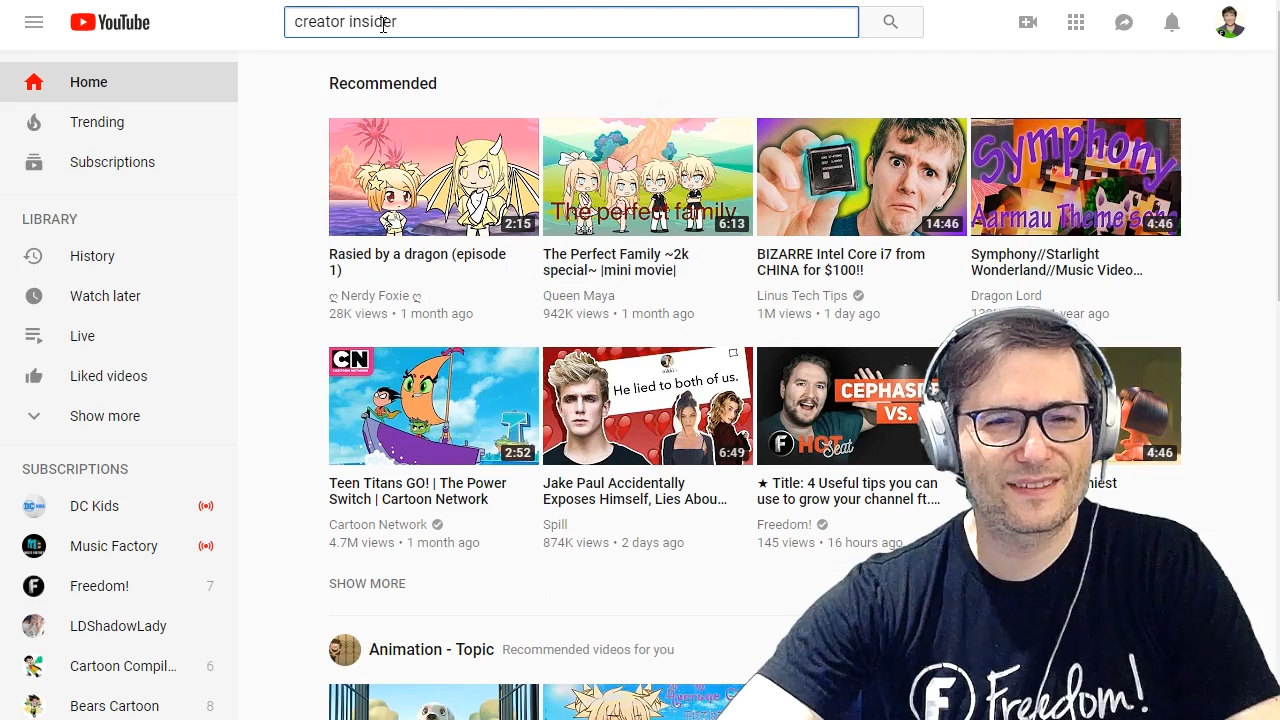 YouTube
creator insider
Home
Trending
Subscriptions
LIBRARY
History
Watch later
Live
Liked videos
Show more
SUBSCRIPTIONS
DC Kids
Music Factory
Freedom! 7
LDShadowLady
Cartoon Compil... 6
Bears Cartoon 8
Recommended
2:15
The perfect family
6:13
14:46
Symphony
Aarmau Theme song
4:46
Rasied by a dragon (episode
1)
ღ Nerdy Foxie ღ
28K views • 1 month ago
The Perfect Family ~2k
special~ |mini movie|
Queen Maya
942K views • 1 month ago
BIZARRE Intel Core i7 from
CHINA for $100!!
Linus Tech Tips
1M views • 1 day ago
Symphony//Starlight
Wonderland//Music Video...
Dragon Lord
year ago
CN
CARTOON NETWORK
2:52
He lied to both of us.
6:49
CEPHAS
VS.
F HOT
Seat
4:46
Teen Titans GO! | The Power
Switch | Cartoon Network
Cartoon Network
4.7M views • 1 month ago
Jake Paul Accidentally
Exposes Himself, Lies Abou...
Spill
874K views • 2 days ago
★ Title: 4 Useful tips you can
use to grow your channel ft....
Freedom!
145 views • 16 hours ago
SHOW MORE
Animation - Topic Recommended videos for you
F Freedom!